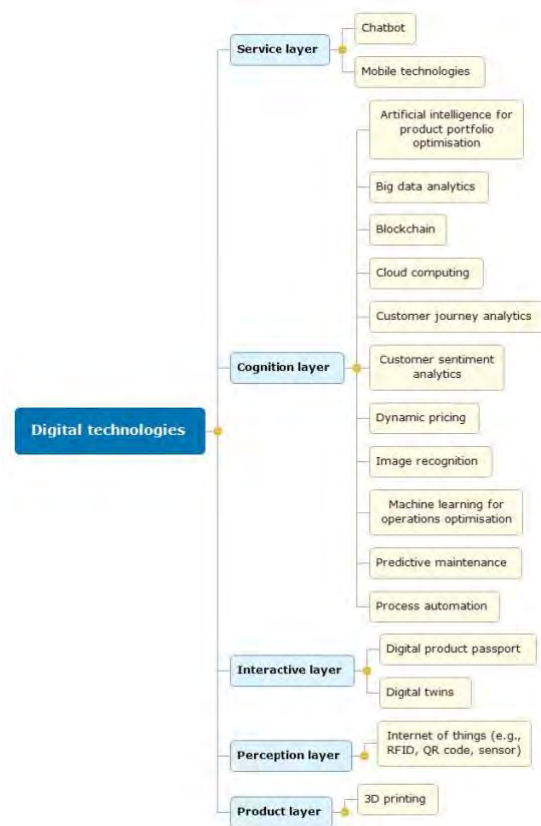 Service layer
Chatbot
Mobile technologies
Artificial intelligence for
product portfolio
optimisation
Big data analytics
Blockchain
Cloud computing
Customer journey analytics
Cognition layer
Customer sentiment
analytics
Dynamic pricing
Digital technologies
Image recognition
Machine learning for
operations optimisation
Predictive maintenance
Process automation
Interactive layer
Digital product passport
Digital twins
Perception layer
Internet of things (e.g.,
RFID, QR code, sensor)
Product layer
3D printing